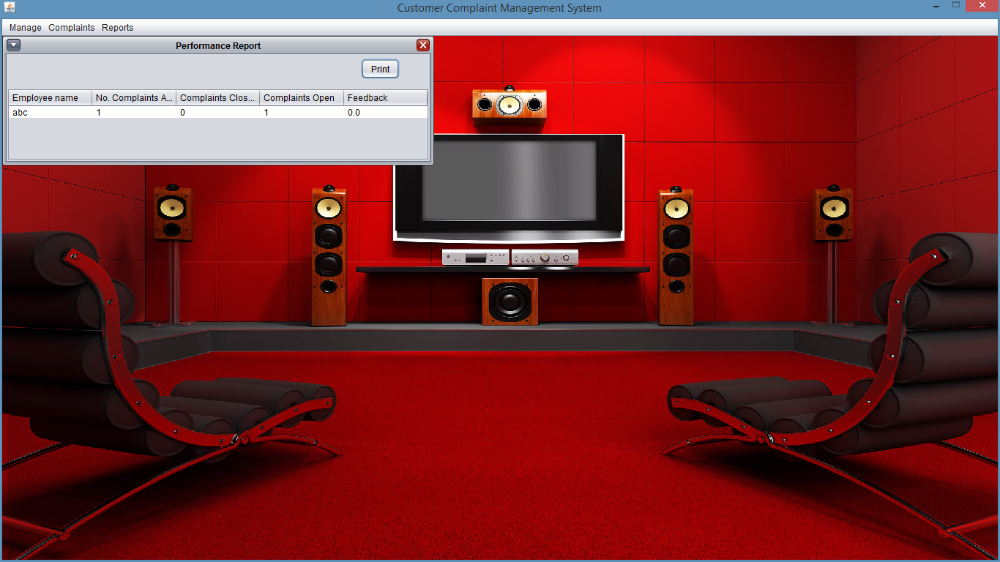 Customer Complaint Management System
Manage Complaints Reports
Performance Report
Print
Employee name No. Complaints A... Complaints Clos... Complaints Open Feedback
abc 1 0 1 0.0